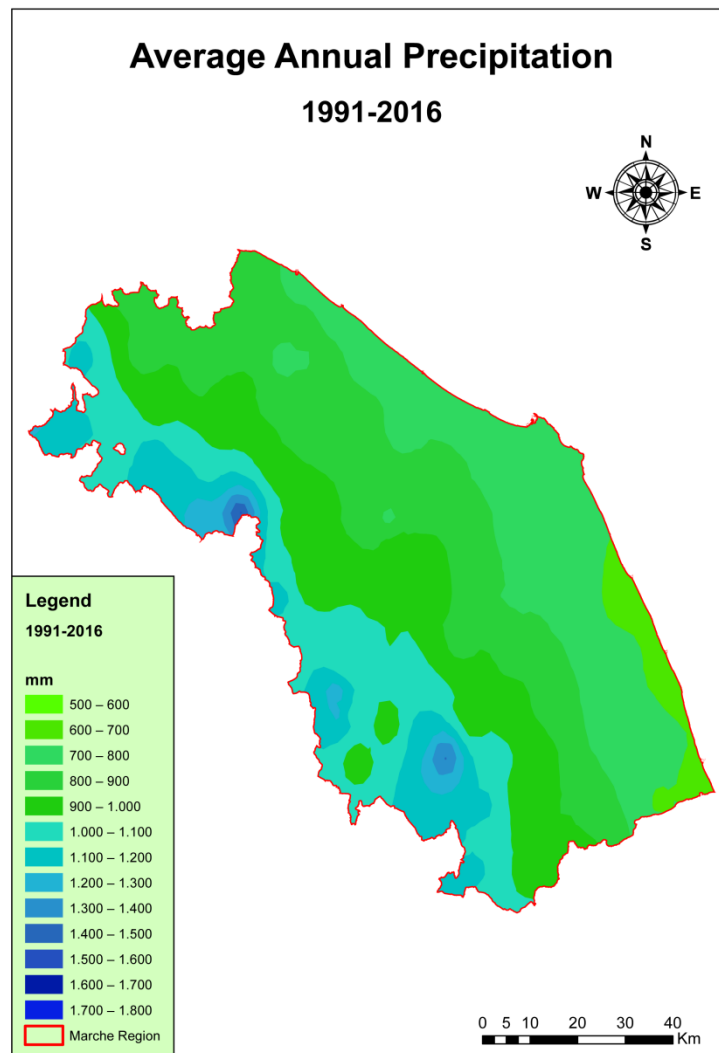 Average Annual Precipitation
1991-2016
N
W E
S
Legend
1991-2016
mm
500 – 600
600 – 700
700 – 800
800 – 900
900 – 1.000
1.000 – 1.100
1.100 – 1.200
1.200 – 1.300
1.300 – 1.400
1.400 – 1.500
1.500 – 1.600
1.600 – 1.700
1.700 – 1.800
Marche Region
0 5 10 20 30 40
Km